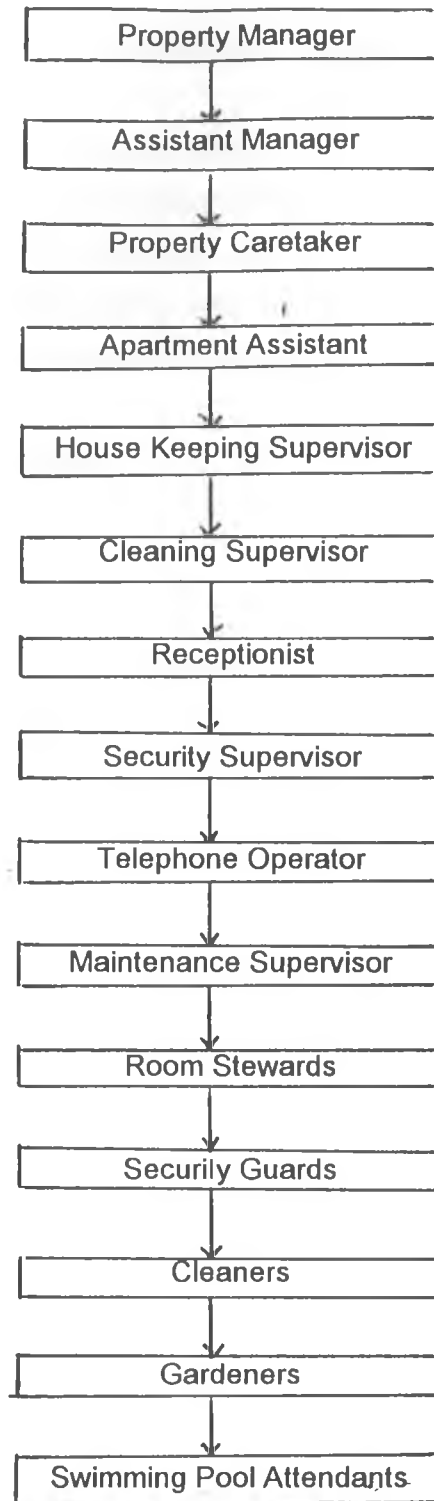 Property Manager
Assistant Manager
Property Caretaker
Apartment Assistant
House Keeping Supervisor
Cleaning Supervisor
Receptionist
Security Supervisor
Telephone Operator
Maintenance Supervisor
Room Stewards
Security Guards
Cleaners
Gardeners
Swimming Pool Attendants